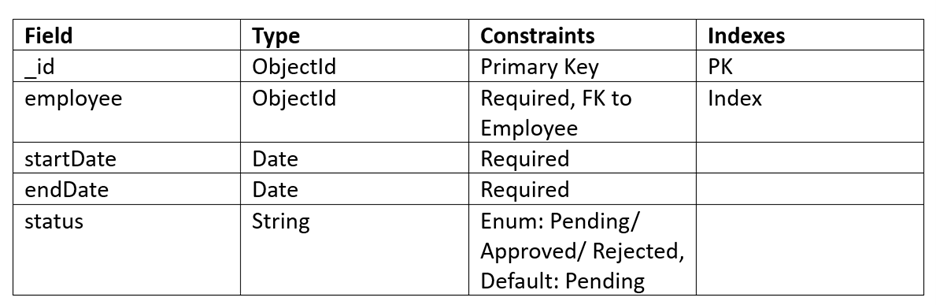 Field Type Constraints Indexes
_id ObjectId Primary Key PK
employee ObjectId Required, FK to Index
Employee
startDate Date Required
endDate Date Required
status String Enum: Pending/
Approved/ Rejected,
Default: Pending